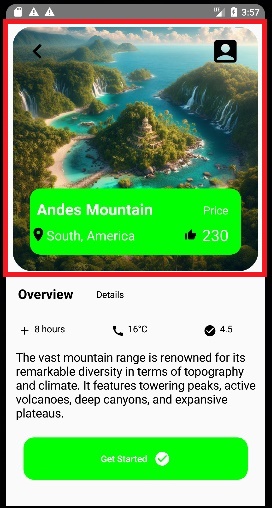 3:57
Andes Mountain
Price
South, America
230
Overview
Details
8 hours
16°C
4.5
The vast mountain range is renowned for its
remarkable diversity in terms of topography
and climate. It features towering peaks, active
volcanoes, deep canyons, and expansive
plateaus.
Get Started